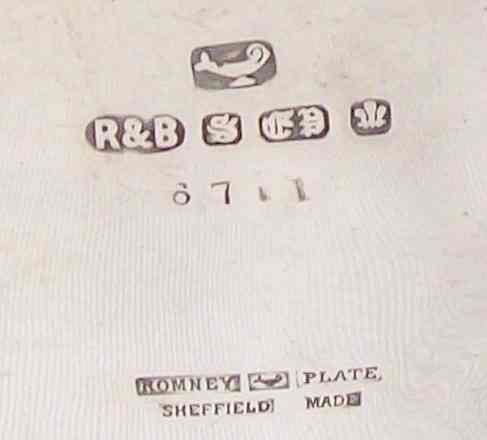 R&B S EP
6711
ROMNEY PLATE,
SHEFFIELD MADE